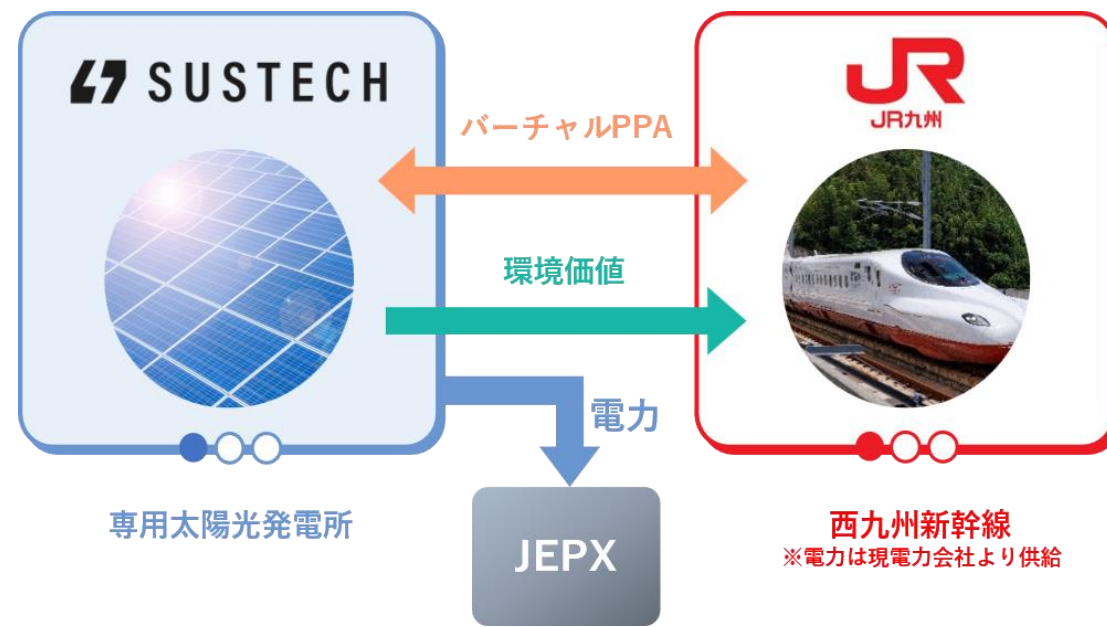 SUSTECH
JR
JR九州
バーチャルPPA
環境価値
電力
専用太陽光発電所
JEPX
西九州新幹線
※電力は現電力会社より供給